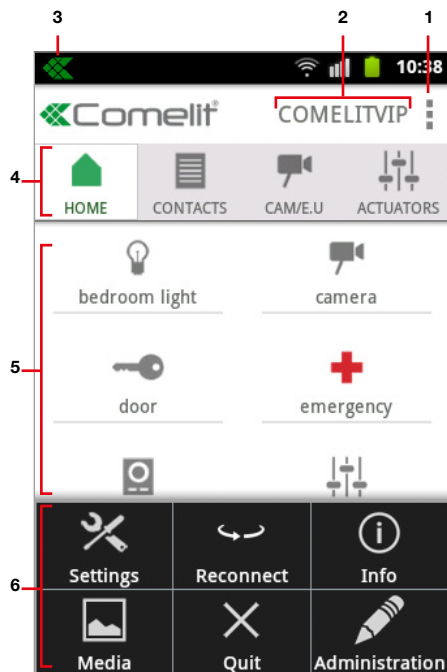 3 2 1
10:38
Comelit® COMELITVIP
4
HOME CONTACTS CAM/E.U ACTUATORS
bedroom light camera
5
door emergency
6
Settings Reconnect Info
Media Quit Administration